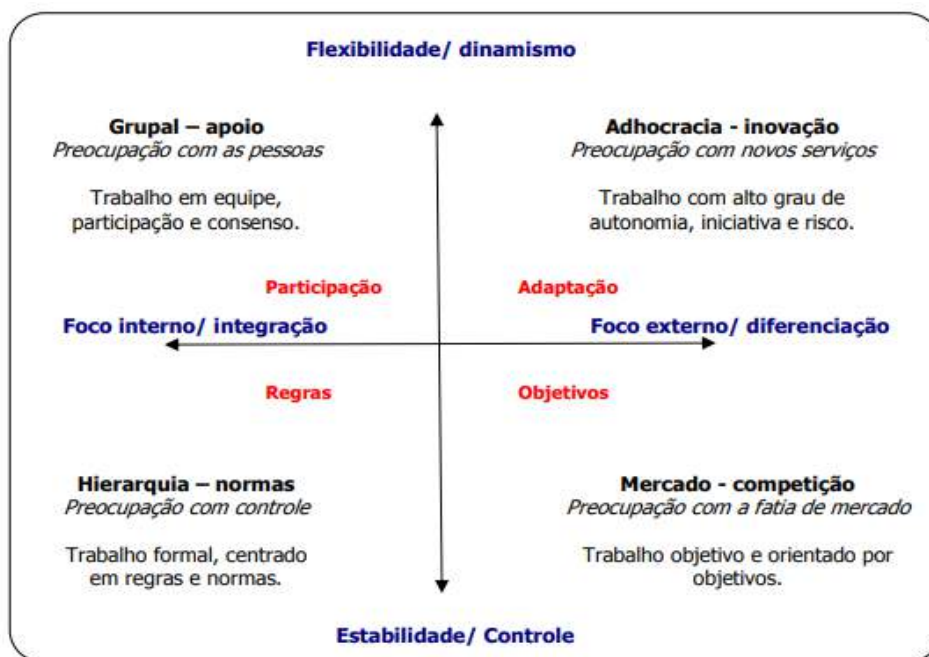 Flexibilidade/ dinamismo
Grupal – apoio
Preocupação com as pessoas
Trabalho em equipe,
participação e consenso.
Adhocracia - inovação
Preocupação com novos serviços
Trabalho com alto grau de
autonomia, iniciativa e risco.
Participação
Adaptação
Foco interno/ integração
Foco externo/ diferenciação
Regras
Objetivos
Hierarquia – normas
Preocupação com controle
Trabalho formal, centrado
em regras e normas.
Mercado - competição
Preocupação com a fatia de mercado
Trabalho objetivo e orientado por
objetivos.
Estabilidade/ Controle